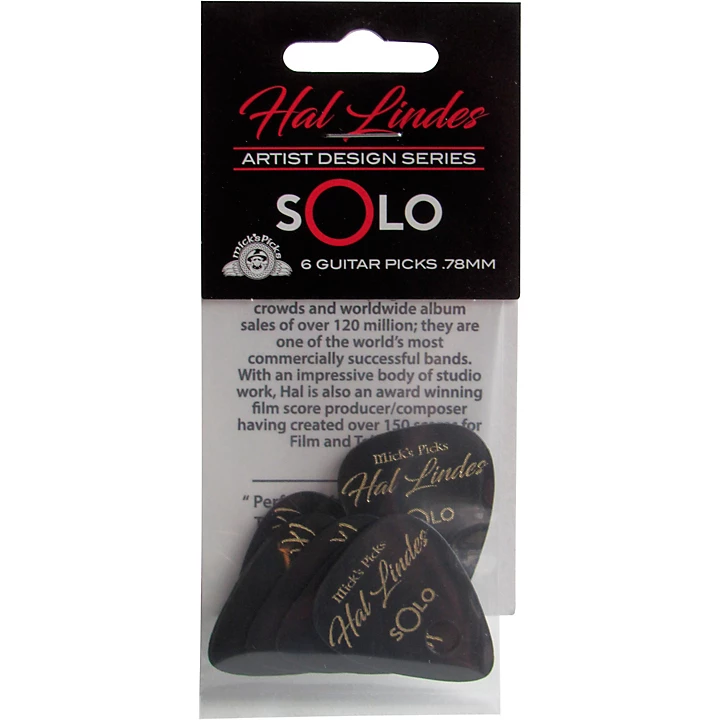 Hal Lindes
ARTIST DESIGN SERIES
SOLO
Mick's Picks
6 GUITAR PICKS .78MM
crowds and worldwide album
sales of over 120 million; they are
one of the world's most
commercially successful bands.
With an impressive body of studio
work, Hal is also an award winning
film score producer/composer
having created over 150 for
Film and
"
Mick's Picks
Hal Lindes
SOLO
Mick's Picks
Hal Lindes
SOLO